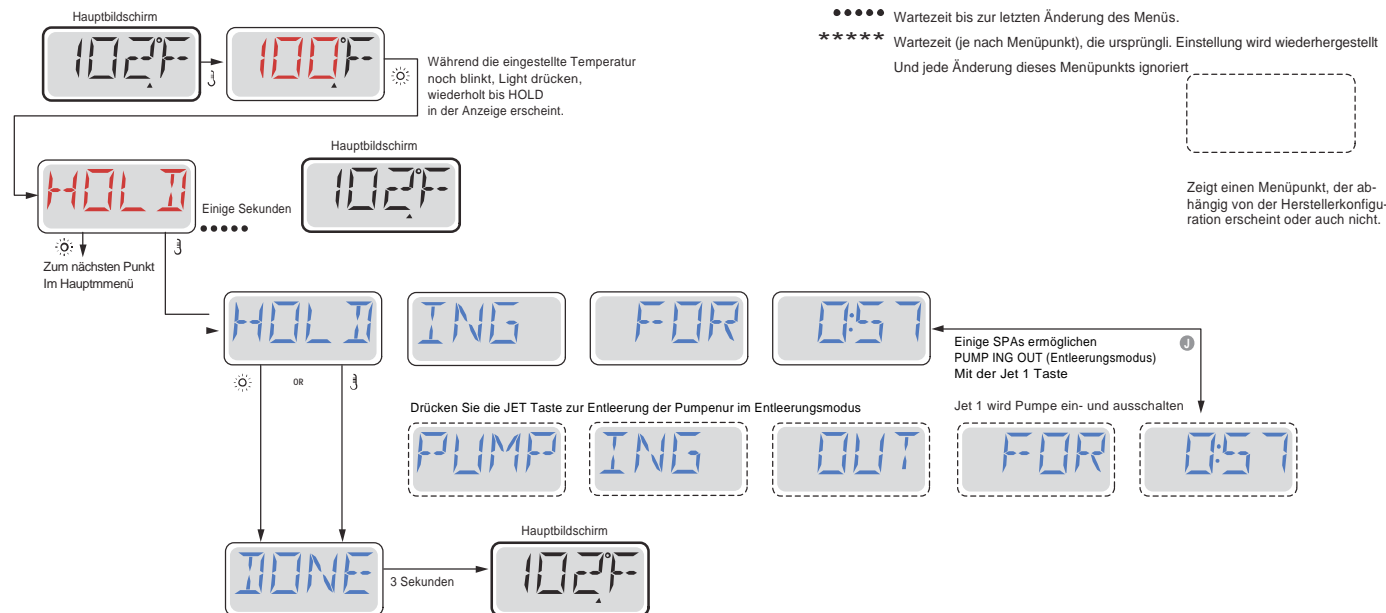 Hauptbildschirm
102°F
100°F
Während die eingestellte Temperatur
noch blinkt, Light drücken,
wiederholt bis HOLD
in der Anzeige erscheint.
••••• Wartezeit bis zur letzten Änderung des Menüs.
***** Wartezeit (je nach Menüpunkt), die ursprüngli. Einstellung wird wiederhergestellt
Und jede Änderung dieses Menüpunkts ignoriert
Zeigt einen Menüpunkt, der ab-
hängig von der Herstellerkonfigu-
ration erscheint oder auch nicht.
HOLD
Einige Sekunden
•••••
Hauptbildschirm
102°F
Zum nächsten Punkt
Im Hauptmmenü
HOLD
ING
FOR
0:57
Einige SPAs ermöglichen
PUMP ING OUT (Entleerungsmodus)
Mit der Jet 1 Taste
J
OR
Drücken Sie die JET Taste zur Entleerung der Pumpenur im Entleerungsmodus
Jet 1 wird Pumpe ein- und ausschalten
PUMP
ING
OUT
FOR
0:57
DONE
3 Sekunden
Hauptbildschirm
102°F